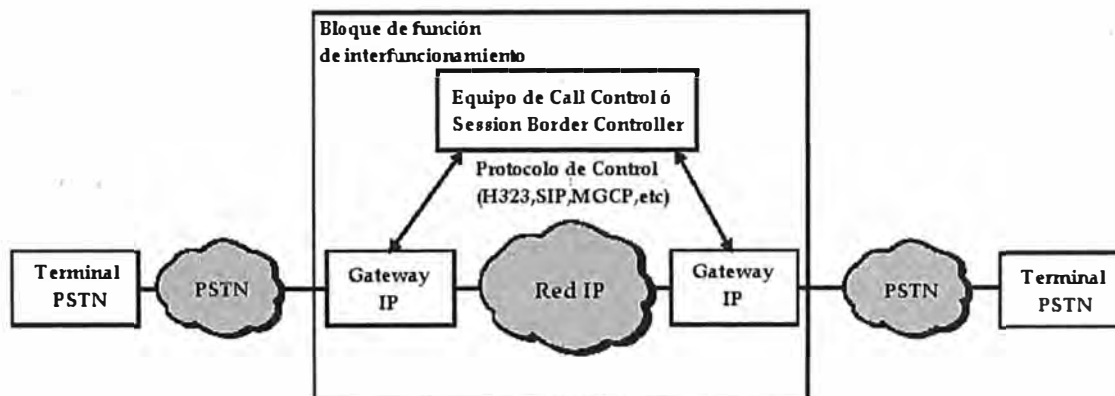 Bloque de función
de interfuncionamiento
Equipo de Call Control ó
Session Border Controller
Protocolo de Control
(H323,SIP,MGCP,etc)
Terminal
PSTN
PSTN
Gateway
IP
Red IP
Gateway
IP
PSTN
Terminal
PSTN